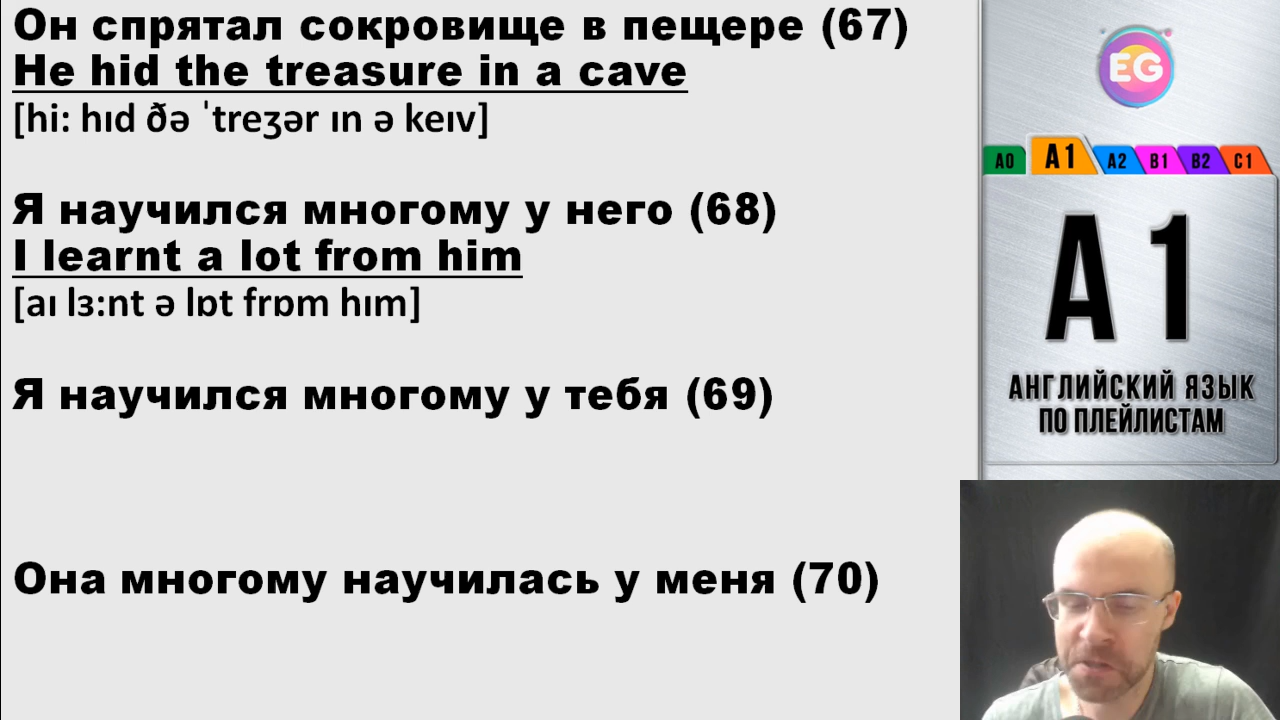 Он спрятал сокровище в пещере (67)
He hid the treasure in a cave
[hi: hɪd ðə ˈtreʒər ɪn ə keɪv]
Я научился многому у него (68)
I learnt a lot from him
[aɪ lɜ:nt ə lɒt frɒm hɪm]
Я научился многому у тебя (69)
Она многому научилась у меня (70)
EG
A0 A1 A2 B1 B2 C1
A1
АНГЛИЙСКИЙ ЯЗЫК
ПО ПЛЕЙЛИСТАМ